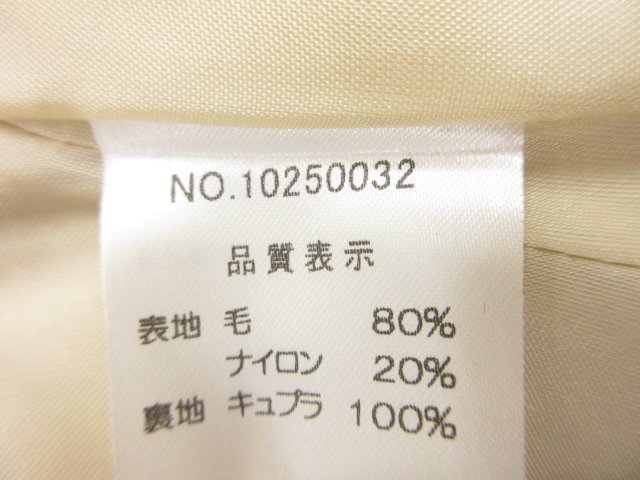 NO.10250032
品質表示
表地 毛 80%
ナイロン 20%
裏地 キュプラ 100%